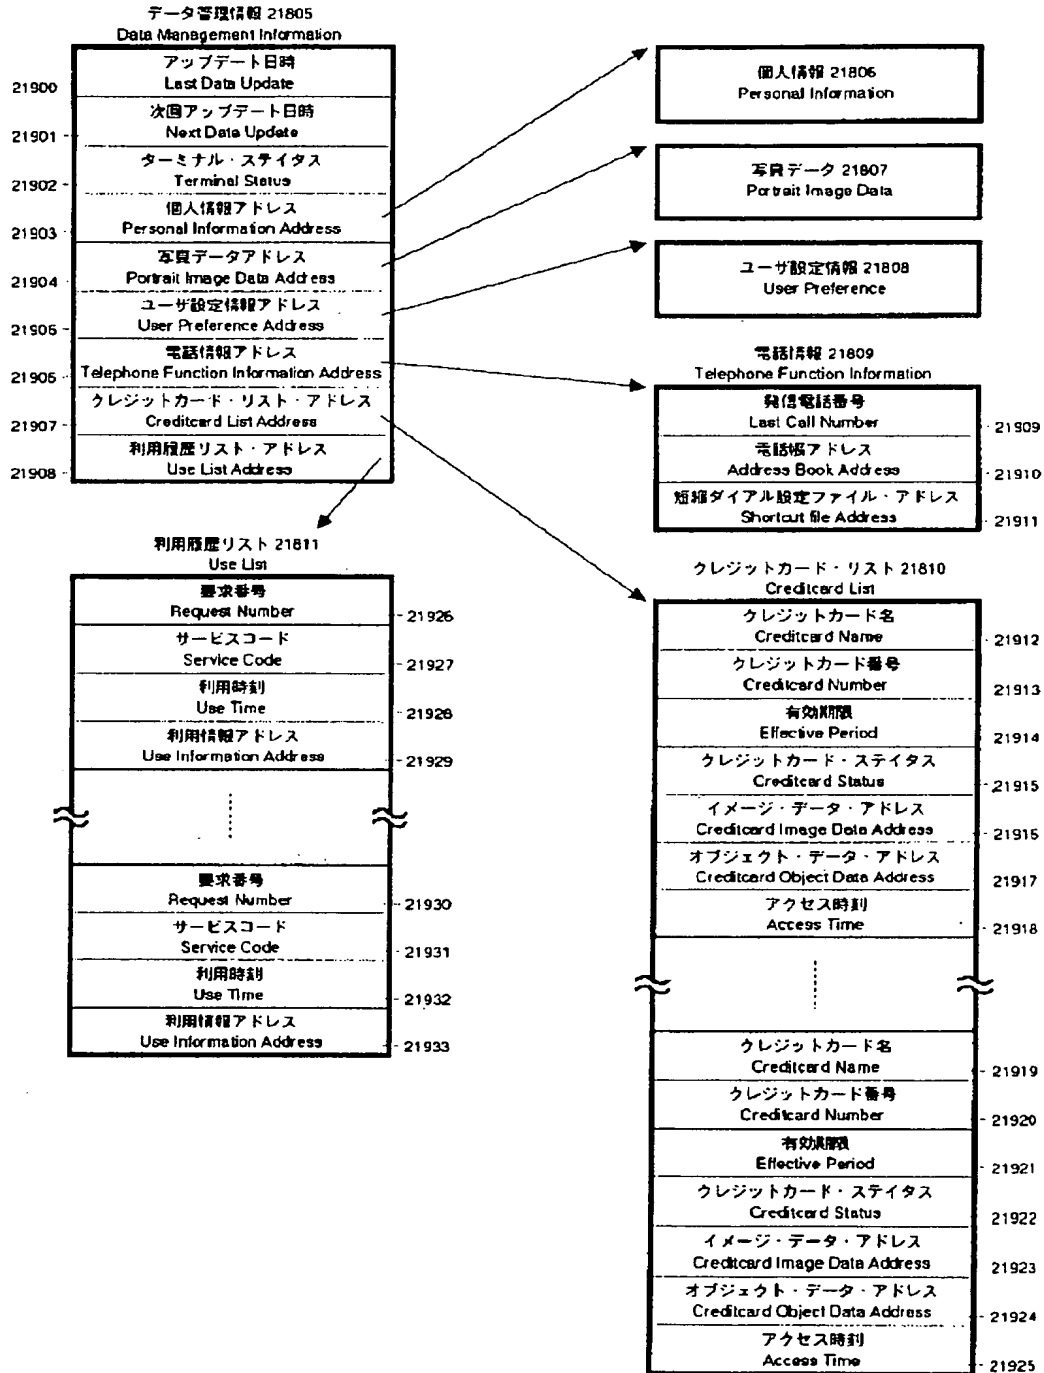 データ管理情報 21805
Data Management Information
アップデート日時
Last Data Update
21900
次回アップデート日時
Next Data Update
21901
ターミナル・ステイタス
Terminal Status
21902
個人情報アドレス
Personal Information Address
21903
写真データアドレス
Portrait Image Data Address
21904
ユーザ設定情報アドレス
User Preference Address
21905
電話情報アドレス
Telephone Function Information Address
21906
クレジットカード・リスト・アドレス
Creditcard List Address
21907
利用履歴リスト・アドレス
Use List Address
21908
個人情報 21806
Personal Information
写真データ 21807
Portrait Image Data
ユーザ設定情報 21808
User Preference
電話情報 21809
Telephone Function Information
発信電話番号
Last Call Number
21909
電話帳アドレス
Address Book Address
21910
短縮ダイアル設定ファイル・アドレス
Shortcut file Address
21911
利用履歴リスト 21811
Use List
要求番号
Request Number
21926
サービスコード
Service Code
21927
利用時刻
Use Time
21928
利用情報アドレス
Use Information Address
21929
要求番号
Request Number
21930
サービスコード
Service Code
21931
利用時刻
Use Time
21932
利用情報アドレス
Use Information Address
21933
クレジットカード・リスト 21810
Creditcard List
クレジットカード名
Creditcard Name
21912
クレジットカード番号
Creditcard Number
21913
有効期限
Effective Period
21914
クレジットカード・ステイタス
Creditcard Status
21915
イメージ・データ・アドレス
Creditcard Image Data Address
21916
オブジェクト・データ・アドレス
Creditcard Object Data Address
21917
アクセス時刻
Access Time
21918
クレジットカード名
Creditcard Name
21919
クレジットカード番号
Creditcard Number
21920
有効期限
Effective Period
21921
クレジットカード・ステイタス
Creditcard Status
21922
イメージ・データ・アドレス
Creditcard Image Data Address
21923
オブジェクト・データ・アドレス
Creditcard Object Data Address
21924
アクセス時刻
Access Time
21925